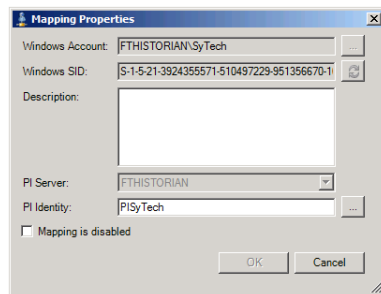 Mapping Properties
Windows Account: FTHISTORIAN\SyTech ...
Windows SID: S-1-5-21-3924355571-510497229-951356670-1
Description:
PI Server: FTHISTORIAN
PI Identity: PISyTech ...
Mapping is disabled
OK Cancel